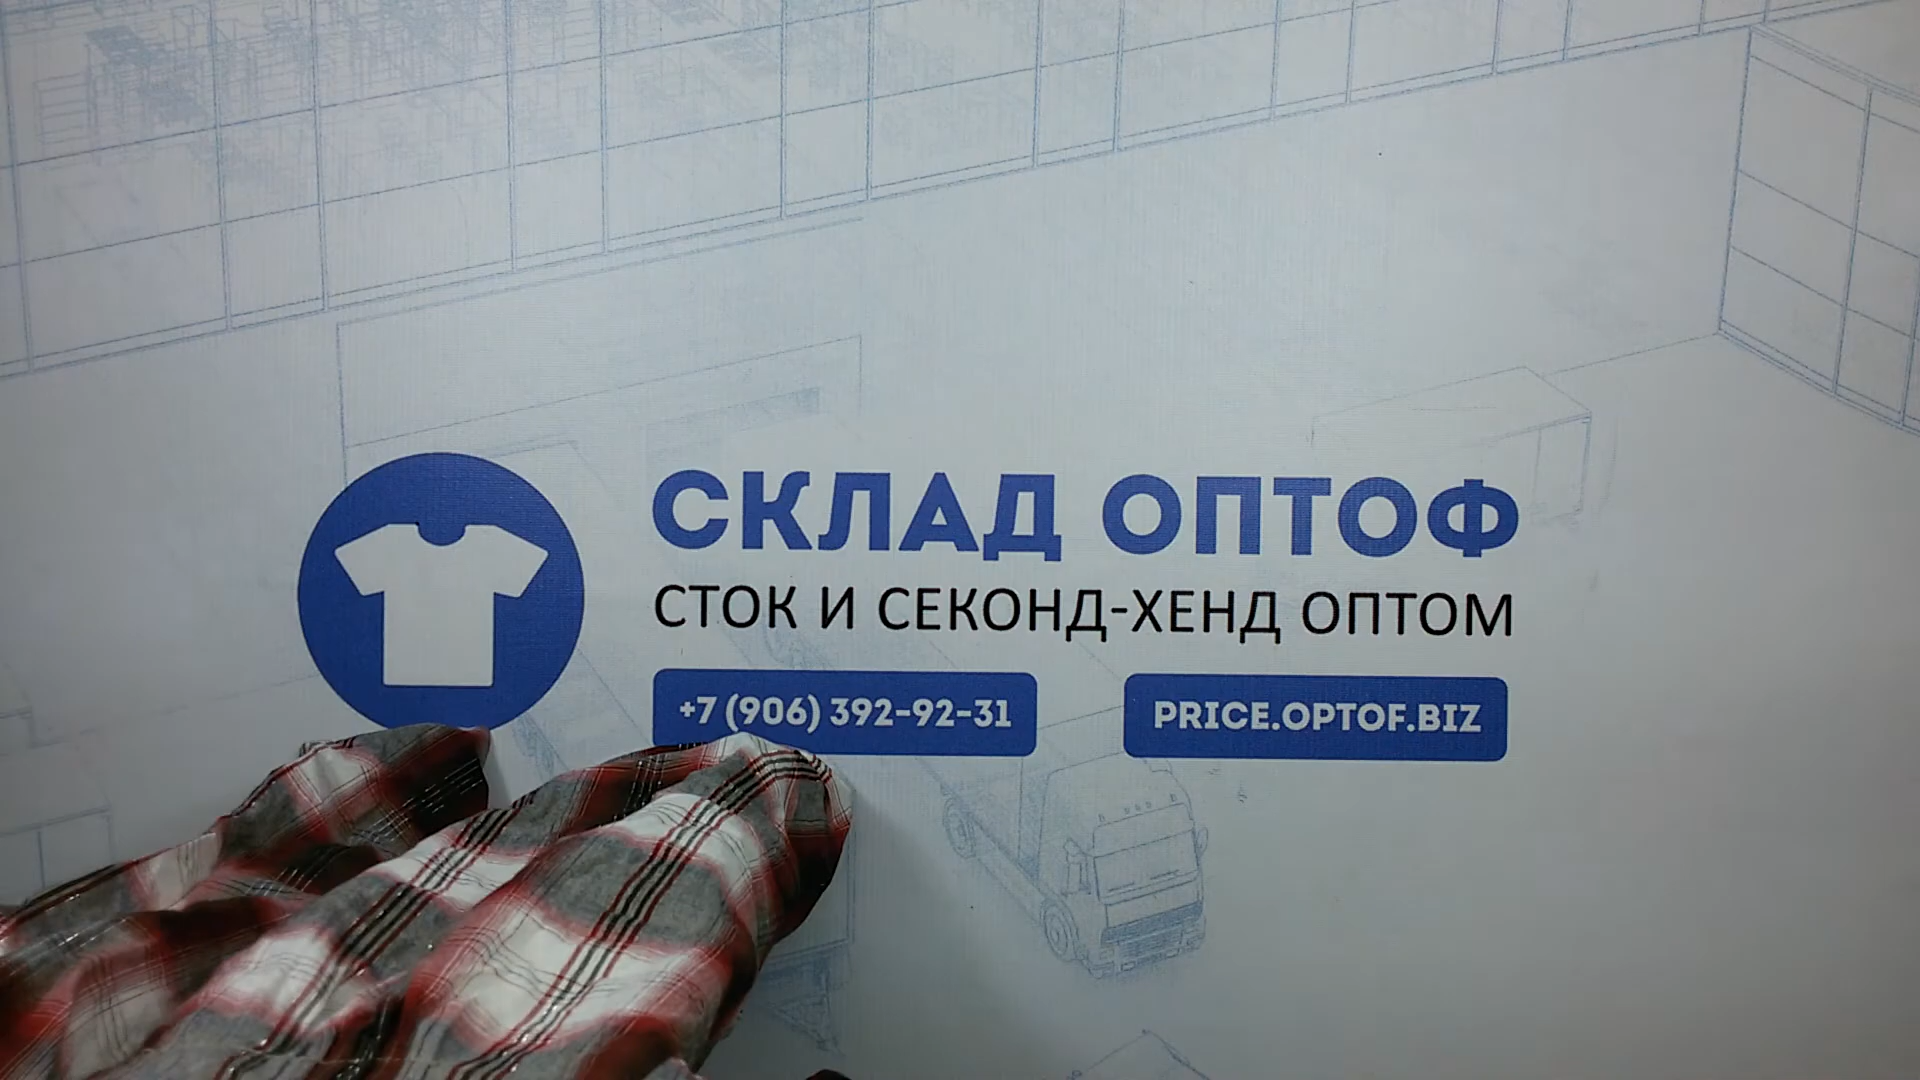 СКЛАД ОПТОФ
СТОК И СЕКОНД-ХЕНД ОПТОМ
+7 (906) 392-92-31
PRICE.OPTOF.BIZ